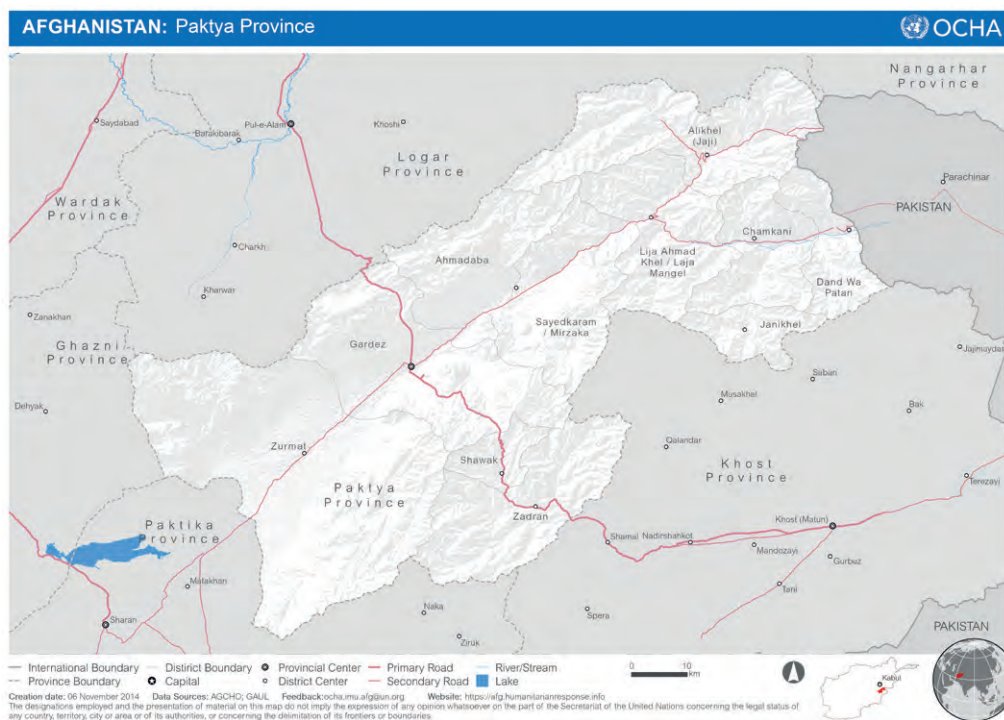 AFGHANISTAN: Paktya Province
OCHA
Nangarhar
Province
Saydabad
Pul-e-Alam
Barakibarak
Khoshi
Alikhel
(Jaji)
Logar
Province
Parachinar
Wardak
Province
PAKISTAN
Chamkani
Charkh
Lija Ahmad
Khel / Laja
Mangel
Ahmadaba
Dand Wa
Patan
Kharwar
Zanakhan
Sayedkaram
/ Mirzaka
Janikhel
Gardez
Ghazni
Province
Jajimaydan
Sabari
Musakhel
Dehyak
Bak
Qalandar
Zurmat
Shawak
Khost
Province
Paktya
Province
Terezayi
Zadran
Paktika
Province
Khost (Matun)
Shamal
Nadirshahkot
Mandozayi
Gurbuz
Matakhan
Tani
Naka
Spera
Sharan
Ziruk
PAKISTAN
International Boundary
District Boundary
Provincial Center
Primary Road
River/Stream
0
10
km
Province Boundary
Capital
District Center
Secondary Road
Lake
Kabul
Creation date: 06 November 2014 Data Sources: AGCHO; GAUL Feedback:ocha.imu.afg@un.org Website: https://afg.humanitarianresponse.info
The designations employed and the presentation of material on this map do not imply the expression of any opinion whatsoever on the part of the Secretariat of the United Nations concerning the legal status of
any country, territory, city or area or of its authorities, or concerning the delimitation of its frontiers or boundaries.